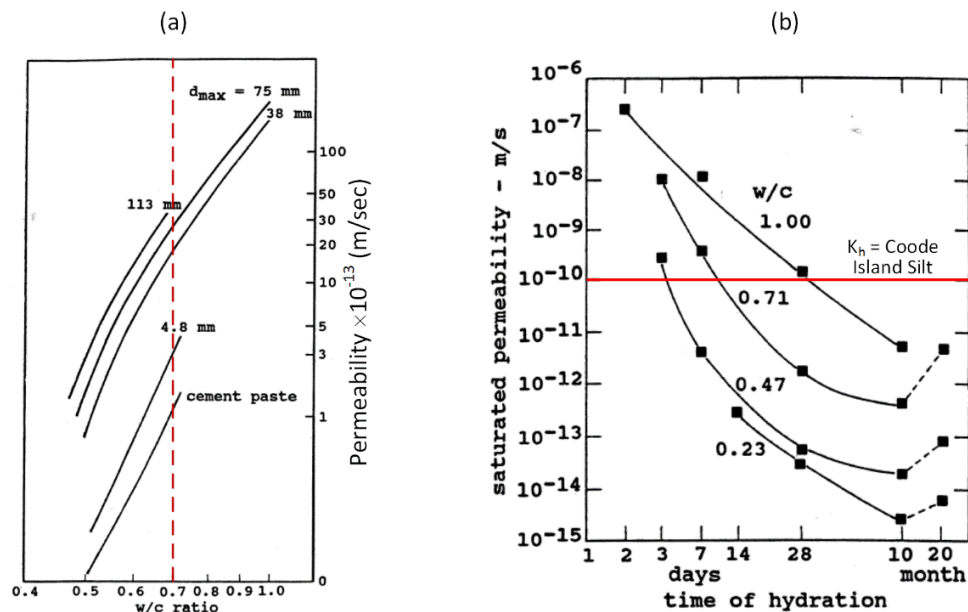 (a)
d_max = 75 mm
38 mm
113 mm
4.8 mm
cement paste
100
50
30
20
10
5
3
1
0
Permeability ×10^-13 (m/sec)
0.4 0.5 0.6 0.7 0.8 0.9 1.0
w/c ratio
(b)
saturated permeability - m/s
10^-6
10^-7
10^-8
10^-9
10^-10
10^-11
10^-12
10^-13
10^-14
10^-15
w/c
1.00
K_h = Coode
Island Silt
0.71
0.47
0.23
1 2 3 7 14 28 10 20
days month
time of hydration